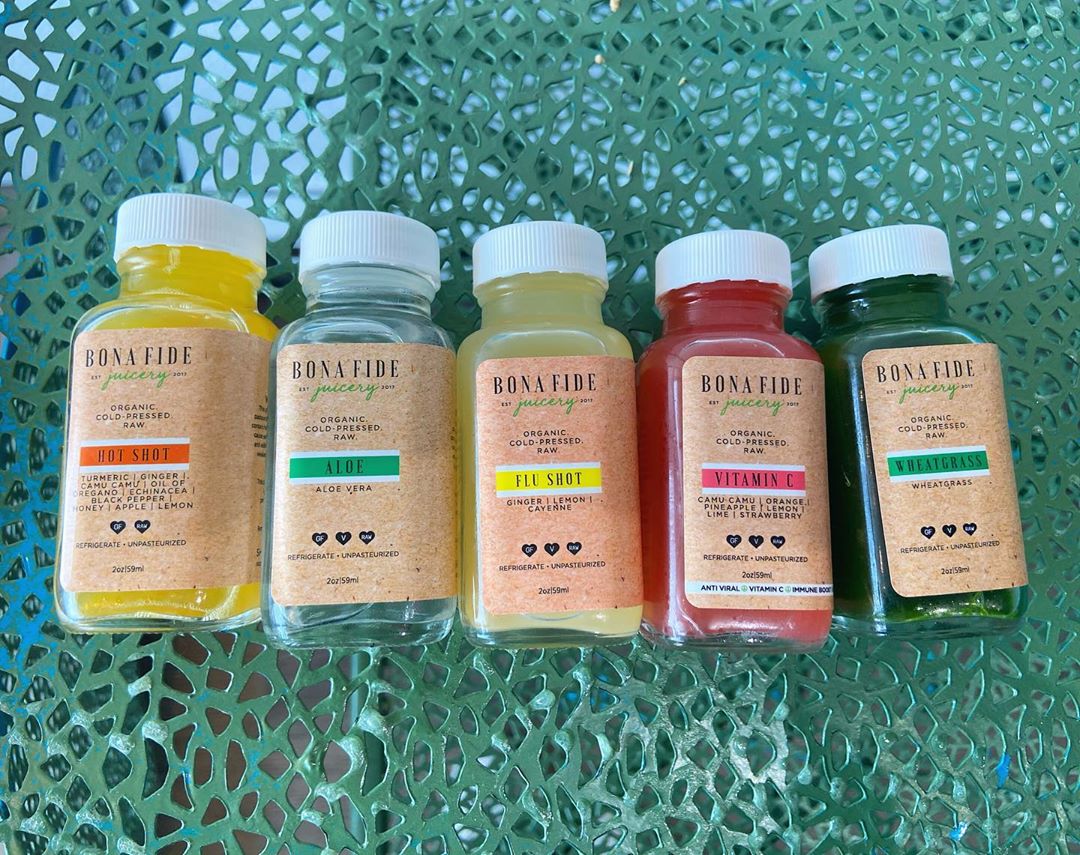 BONA FIDE
EST juicery 2017
ORGANIC.
COLD-PRESSED.
RAW.
HOT SHOT
TURMERIC | GINGER |
CAMU CAMU | OIL OF
OREGANO | ECHINACEA |
BLACK PEPPER |
HONEY | APPLE | LEMON
GF RAW
REFRIGERATE • UNPASTEURIZED
2oz|59ml
BONA FIDE
EST juicery 2017
ORGANIC.
COLD-PRESSED.
RAW.
ALOE
ALOE VERA
GF V RAW
REFRIGERATE • UNPASTEURIZED
2oz|59ml
BONA FIDE
EST juicery 2017
ORGANIC.
COLD-PRESSED.
RAW.
FLU SHOT
GINGER | LEMON |
CAYENNE
GF V RAW
REFRIGERATE • UNPASTEURIZED
2oz|59ml
BONA FIDE
EST juicery 2017
ORGANIC.
COLD-PRESSED.
RAW.
VITAMIN C
CAMU CAMU | ORANGE |
PINEAPPLE | LEMON |
LIME | STRAWBERRY
GF V RAW
REFRIGERATE • UNPASTEURIZED
2oz|59ml
ANTI VIRAL VITAMIN C IMMUNE BOOST
BONA FIDE
EST juicery 2017
ORGANIC.
COLD-PRESSED.
RAW.
WHEATGRASS
WHEATGRASS
GF V RAW
REFRIGERATE • UNPASTEURIZED
2oz|59ml